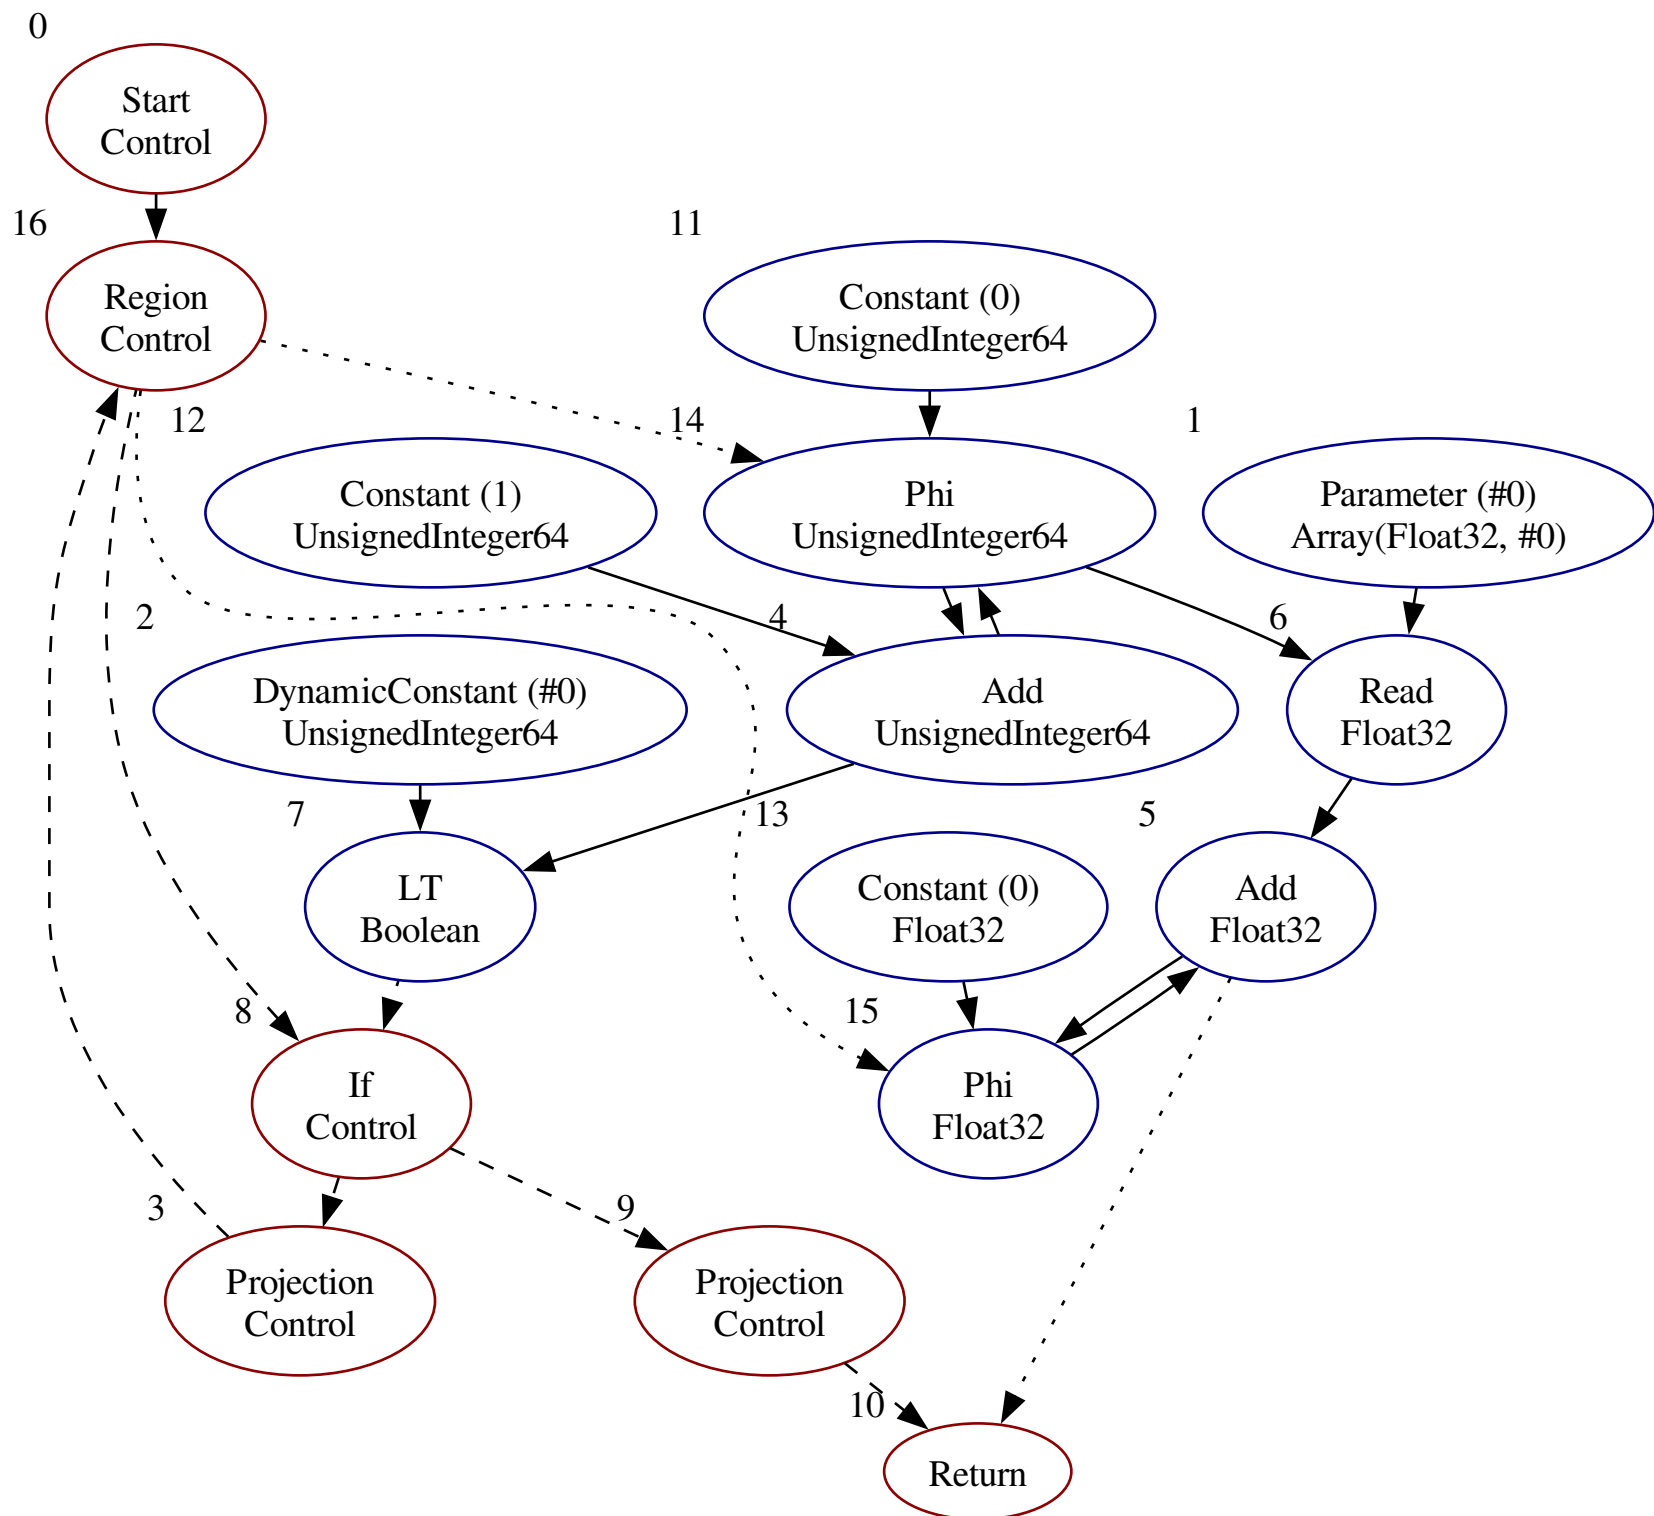 0
Start
Control
16
Region
Control
11
Constant (0)
UnsignedInteger64
12
Constant (1)
UnsignedInteger64
14
Phi
UnsignedInteger64
1
Parameter (#0)
Array(Float32, #0)
2
DynamicConstant (#0)
UnsignedInteger64
4
Add
UnsignedInteger64
6
Read
Float32
7
LT
Boolean
13
Constant (0)
Float32
5
Add
Float32
8
If
Control
15
Phi
Float32
3
Projection
Control
9
Projection
Control
10
Return